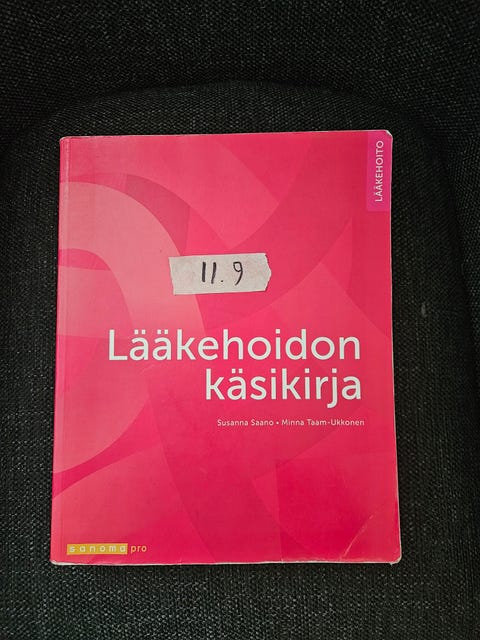 LÄÄKEHOITO
11.9
Lääkehoidon
käsikirja
Susanna Saano • Minna Taam-Ukkonen
sanoma pro